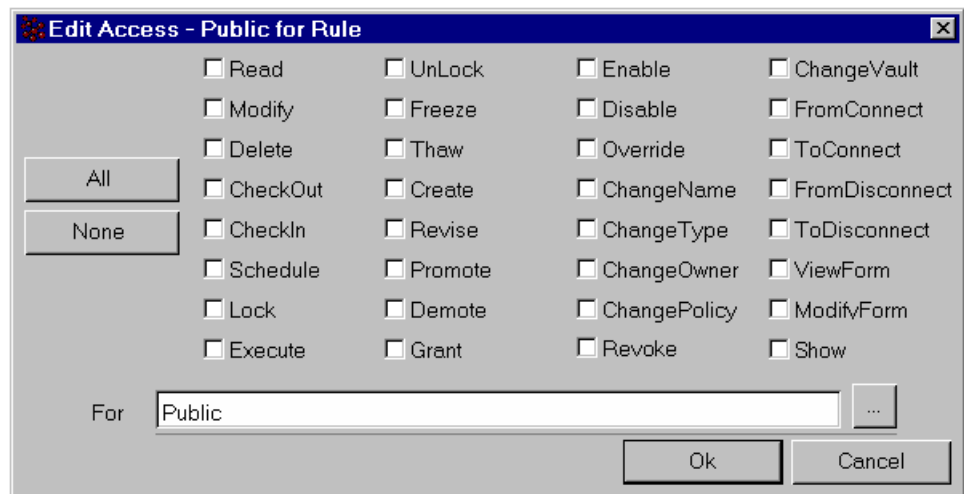 Edit Access - Public for Rule
Read UnLock Enable ChangeVault
Modify Freeze Disable FromConnect
Delete Thaw Override ToConnect
All
CheckOut Create ChangeName FromDisconnect
None
CheckIn Revise ChangeType ToDisconnect
Schedule Promote ChangeOwner ViewForm
Lock Demote ChangePolicy ModifyForm
Execute Grant Revoke Show
For Public ...
Ok Cancel